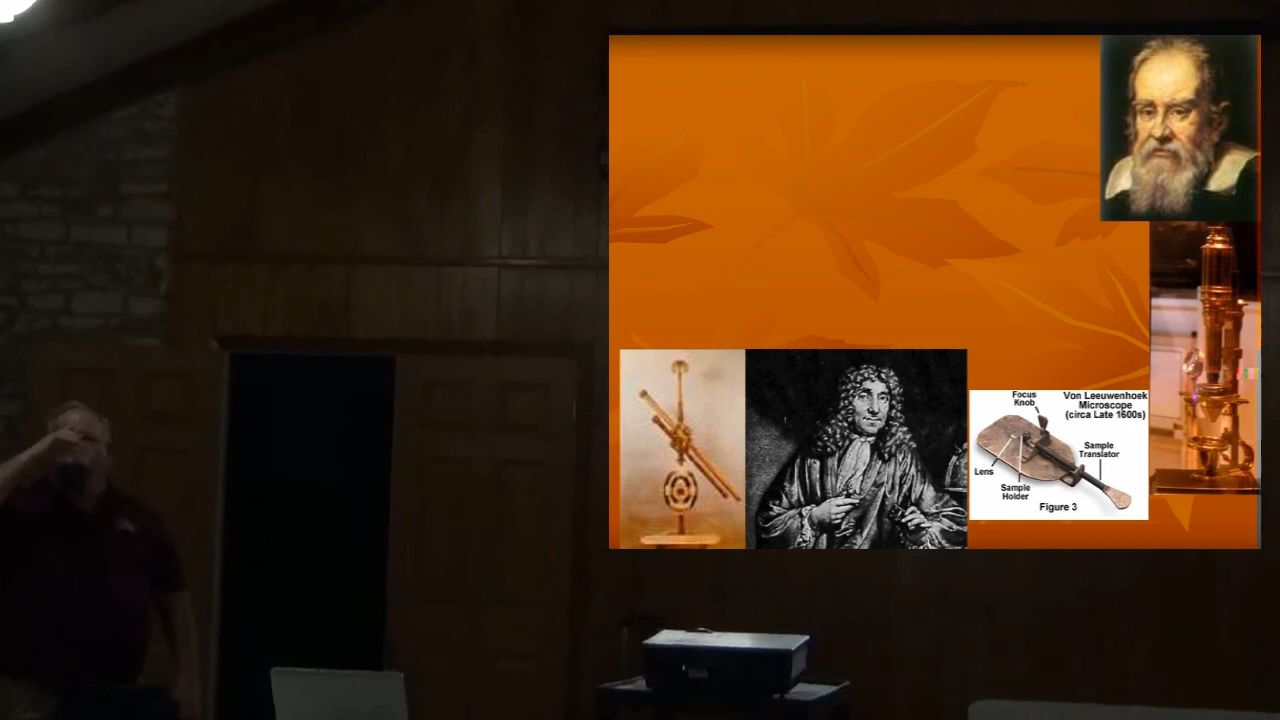 Focus
Knob
Von Leeuwenhoek
Microscope
(circa Late 1600s)
Sample
Translator
Lens
Sample
Holder
Figure 3